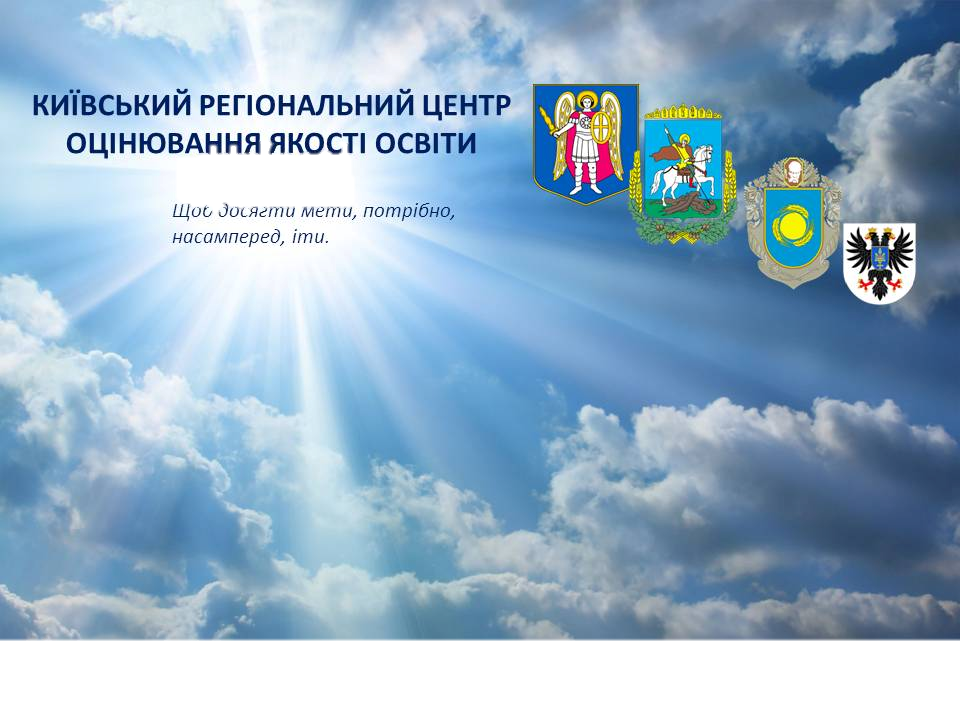 КИЇВСЬКИЙ РЕГІОНАЛЬНИЙ ЦЕНТР
ОЦІНЮВАННЯ ЯКОСТІ ОСВІТИ
Щоб досягти мети, потрібно,
насамперед, іти.